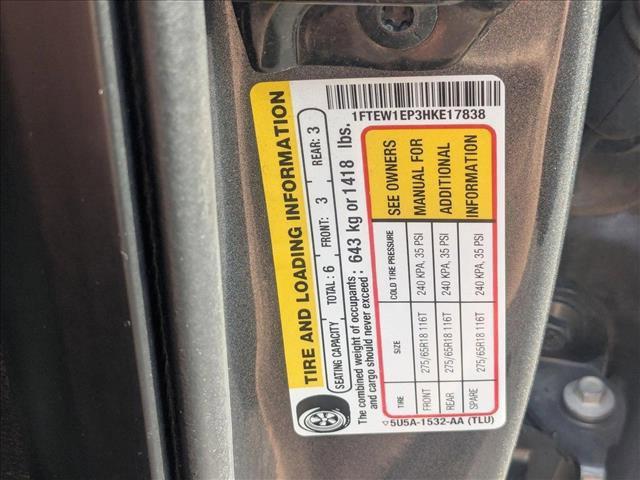 TIRE AND LOADING INFORMATION
SEATING CAPACITY TOTAL : 6 FRONT: 3 REAR: 3
The combined weight of occupants
and cargo should never exceed : 643 kg or 1418 lbs.
TIRE SIZE COLD TIRE PRESSURE SEE OWNERS
FRONT 275/65R18 116T 240 KPA, 35 PSI MANUAL FOR
REAR 275/65R18 116T 240 KPA, 35 PSI ADDITIONAL
SPARE 275/65R18 116T 240 KPA, 35 PSI INFORMATION
1FTEW1EP3HKE17838
5U5A-1532-AA (TLU)